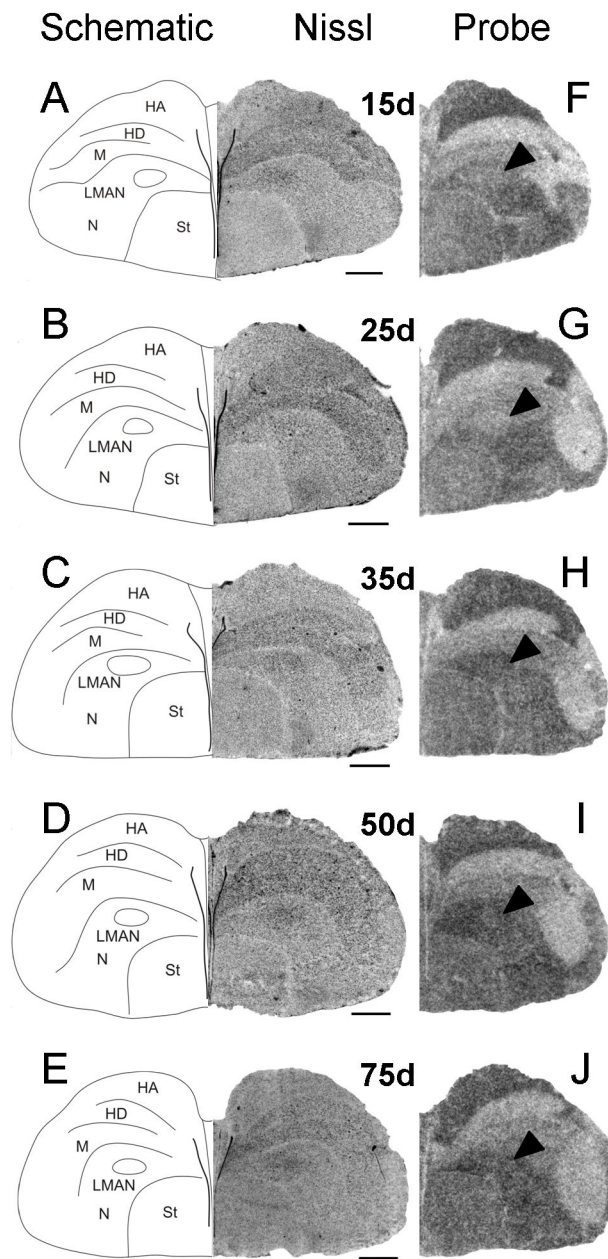 Schematic Nissl Probe
A 15d F
HA
HD
M
LMAN
N St
B 25d G
HA
HD
M
LMAN
N St
C 35d H
HA
HD
M
LMAN
N St
D 50d I
HA
HD
M
LMAN
N St
E 75d J
HA
HD
M
LMAN
N St